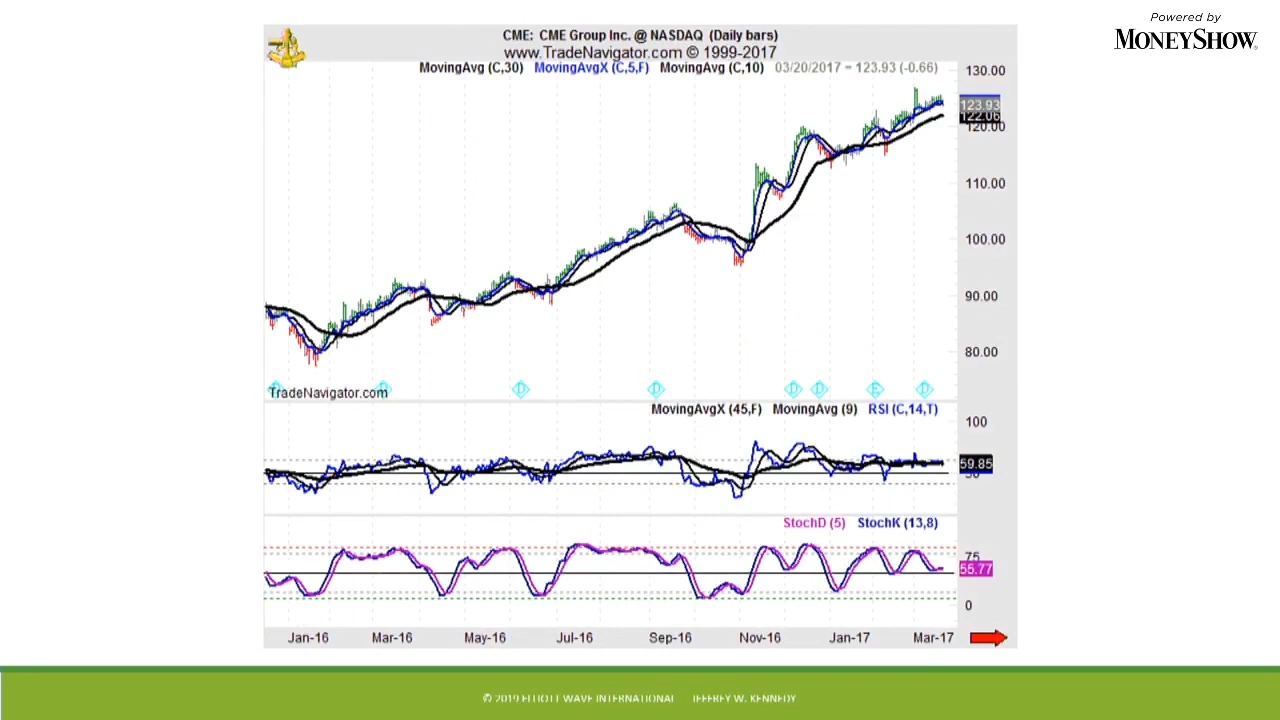 Powered by
MONEYSHOW
CME: CME Group Inc. @ NASDAQ (Daily bars)
www.TradeNavigator.com © 1999-2017
MovingAvg (C,30) MovingAvgX (C,5,F) MovingAvg (C,10) 03/20/2017 = 123.93 (-0.66)
130.00
123.93
122.06
120.00
110.00
100.00
90.00
80.00
D D D D E D
TradeNavigator.com
MovingAvgX (45,F) MovingAvg (9) RSI (C,14,T)
100
59.85
50
StochD (5) StochK (13,8)
75
55.77
0
Jan-16 Mar-16 May-16 Jul-16 Sep-16 Nov-16 Jan-17 Mar-17
© 2019 ELLIOTT WAVE INTERNATIONAL JEFFREY W. KENNEDY